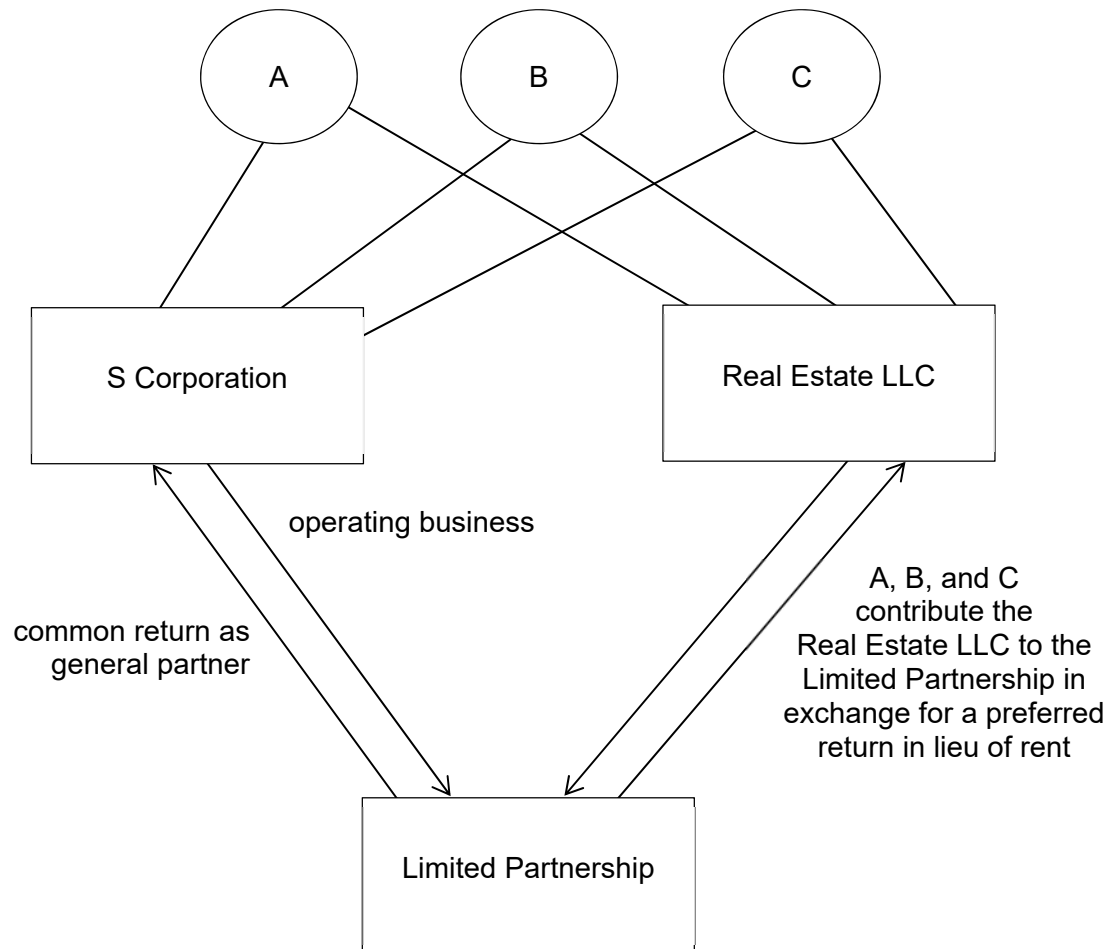 A
B
C
S Corporation
Real Estate LLC
operating business
common return as
general partner
A, B, and C
contribute the
Real Estate LLC to the
Limited Partnership in
exchange for a preferred
return in lieu of rent
Limited Partnership